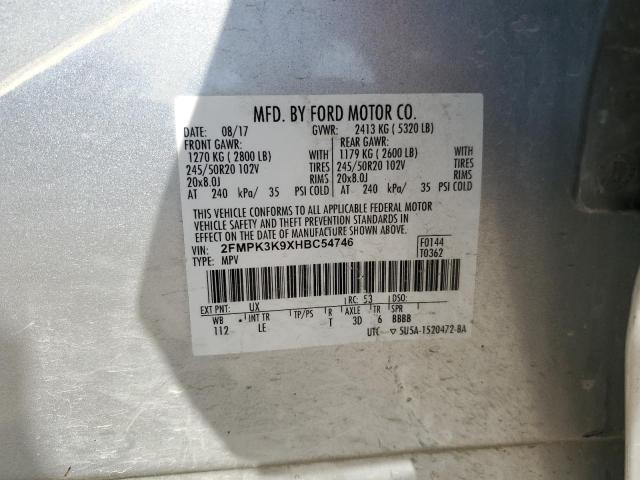 MFD. BY FORD MOTOR CO.
DATE: 08/17 GVWR: 2413 KG ( 5320 LB)
FRONT GAWR: REAR GAWR:
1270 KG ( 2800 LB) WITH 1179 KG ( 2600 LB) WITH
245/50R20 102V TIRES 245/50R20 102V TIRES
20x8.0J RIMS 20x8.0J RIMS
AT 240 kPa/ 35 PSI COLD AT 240 kPa/ 35 PSI COLD
THIS VEHICLE CONFORMS TO ALL APPLICABLE FEDERAL MOTOR
VEHICLE SAFETY AND THEFT PREVENTION STANDARDS IN
EFFECT ON THE DATE OF MANUFACTURE SHOWN ABOVE.
VIN: 2FMPK3K9XHBC54746 F0144
TYPE: MPV T0362
EXT PNT: UX RC: 53 DSO:
WB INT TR TP/PS R AXLE TR SPR
112 LE T 3D 6 BBBB
UTC ▽ 5U5A-1520472-BA